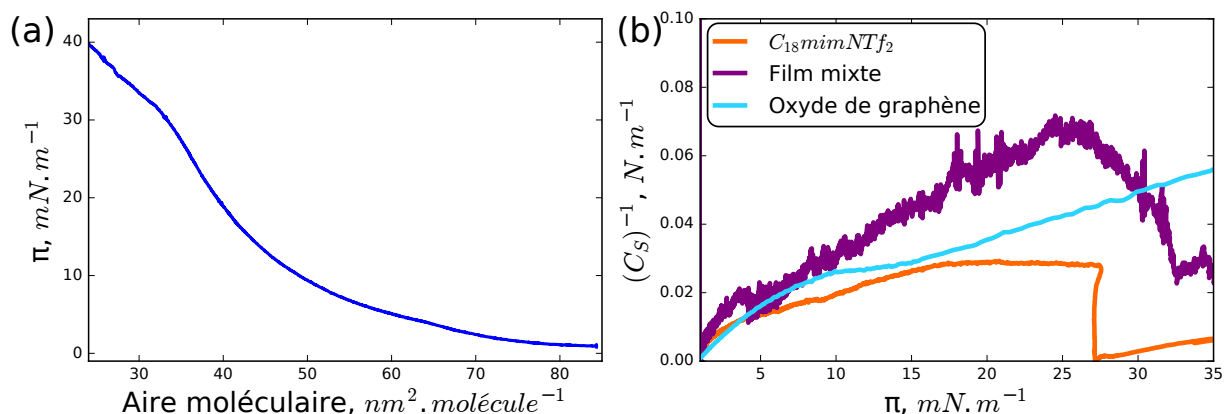 (a)
40
30
20
10
0
π, mN.m⁻¹
30 40 50 60 70 80
Aire moléculaire, nm².molécule⁻¹
(b)
0.10
0.08
0.06
0.04
0.02
0.00
(C_S)⁻¹, N.m⁻¹
C₁₈mimNTf₂
Film mixte
Oxyde de graphène
5 10 15 20 25 30 35
π, mN.m⁻¹